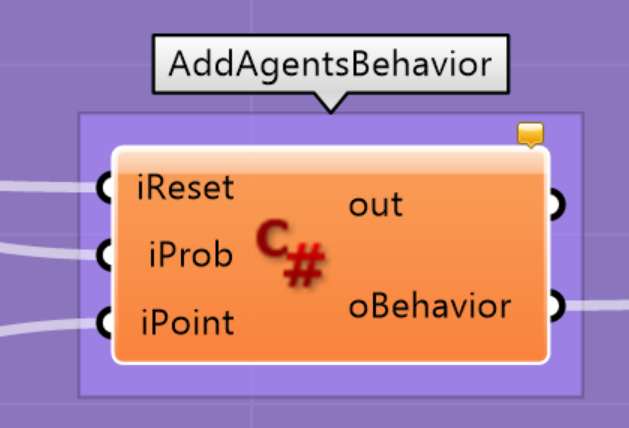 AddAgentsBehavior
iReset
iProb
iPoint
C#
out
oBehavior